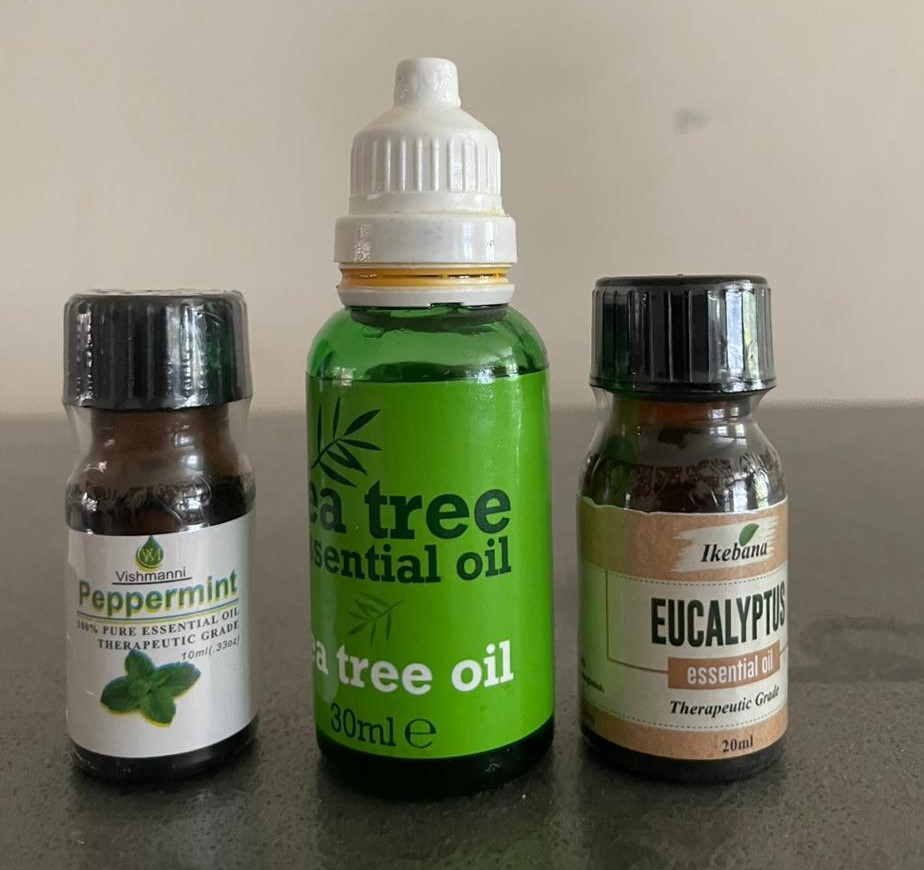 Vishmanni
Peppermint
100% PURE ESSENTIAL OIL
THERAPEUTIC GRADE
10ml(.33oz)
ea tree
ssential oil
a tree oil
30ml ℮
Ikebana
EUCALYPTUS
essential oil
Therapeutic Grade
20ml